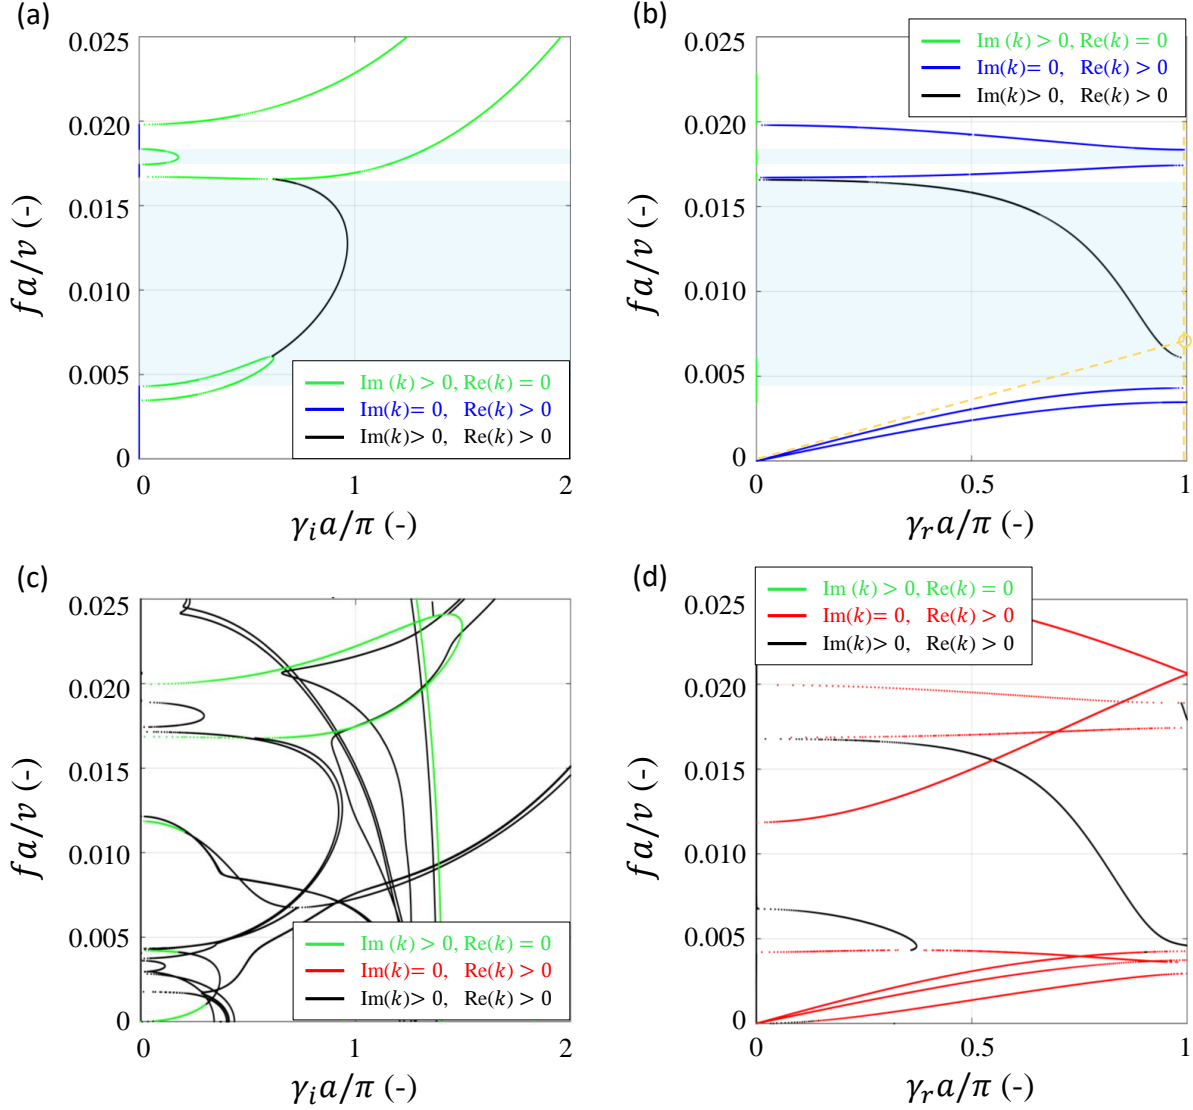 (a)
0.025
0.020
0.015
0.010
0.005
0
fa/v (-)
Im (k) > 0, Re(k) = 0
Im(k)= 0, Re(k) > 0
Im(k)> 0, Re(k) > 0
0
1
2
γᵢa/π (-)
(b)
0.025
0.020
0.015
0.010
0.005
0
fa/v (-)
Im (k) > 0, Re(k) = 0
Im(k)= 0, Re(k) > 0
Im(k)> 0, Re(k) > 0
0
0.5
1
γᵣa/π (-)
(c)
0.025
0.020
0.015
0.010
0.005
0
fa/v (-)
Im (k) > 0, Re(k) = 0
Im(k)= 0, Re(k) > 0
Im(k)> 0, Re(k) > 0
0
1
2
γᵢa/π (-)
(d)
0.025
0.020
0.015
0.010
0.005
0
fa/v (-)
Im (k) > 0, Re(k) = 0
Im(k)= 0, Re(k) > 0
Im(k)> 0, Re(k) > 0
0
0.5
1
γᵣa/π (-)